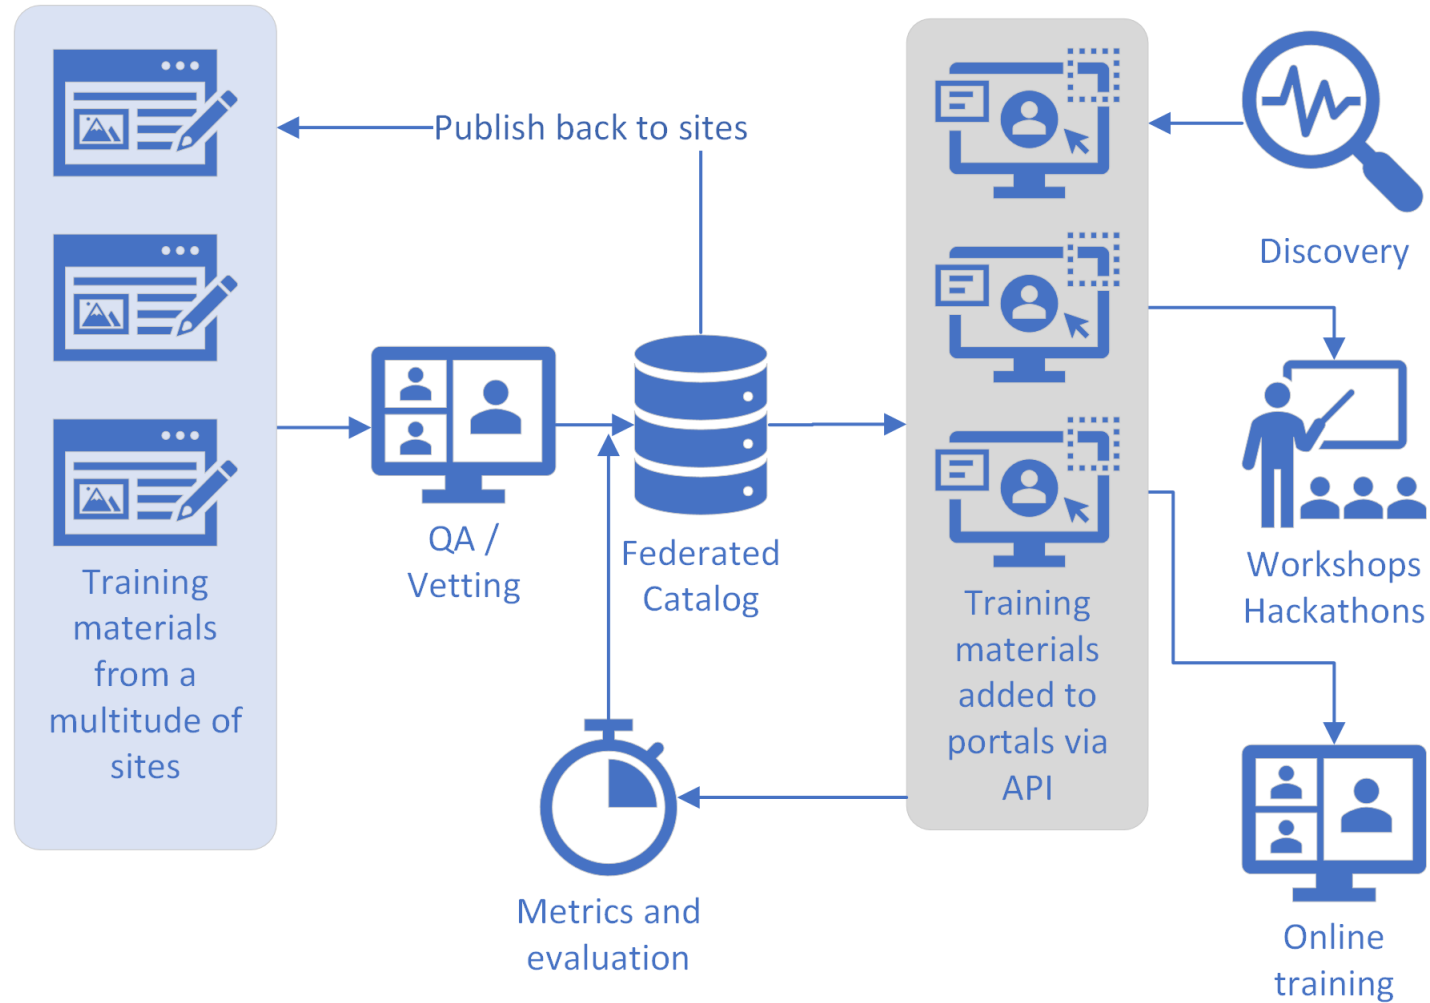 Publish back to sites
Discovery
QA /
Vetting
Federated
Catalog
Training
materials
from a
multitude of
sites
Training
materials
added to
portals via
API
Workshops
Hackathons
Metrics and
evaluation
Online
training